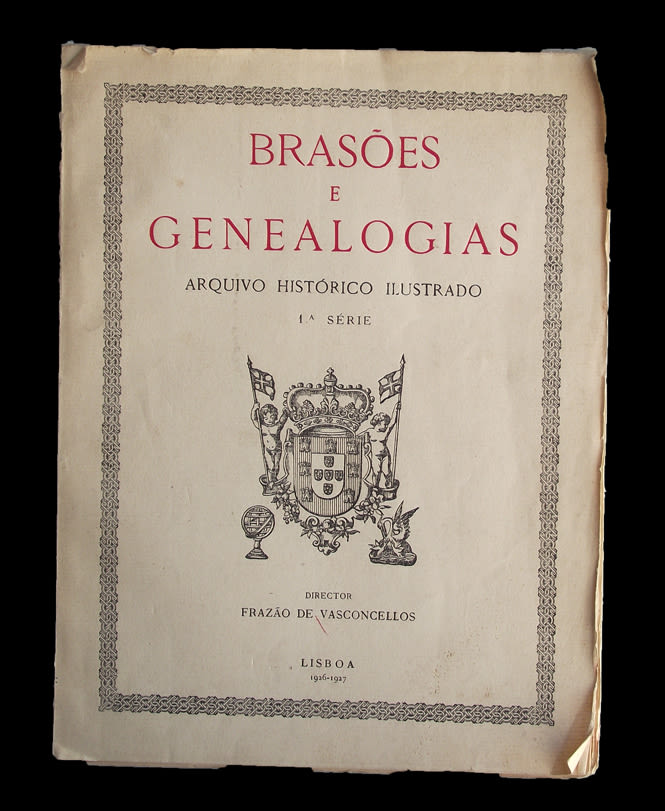 BRASÕES
E
GENEALOGIAS
ARQUIVO HISTÓRICO ILUSTRADO
1.ᴬ SÉRIE
DIRECTOR
FRAZÃO DE VASCONCELLOS
LISBOA
1926-1927